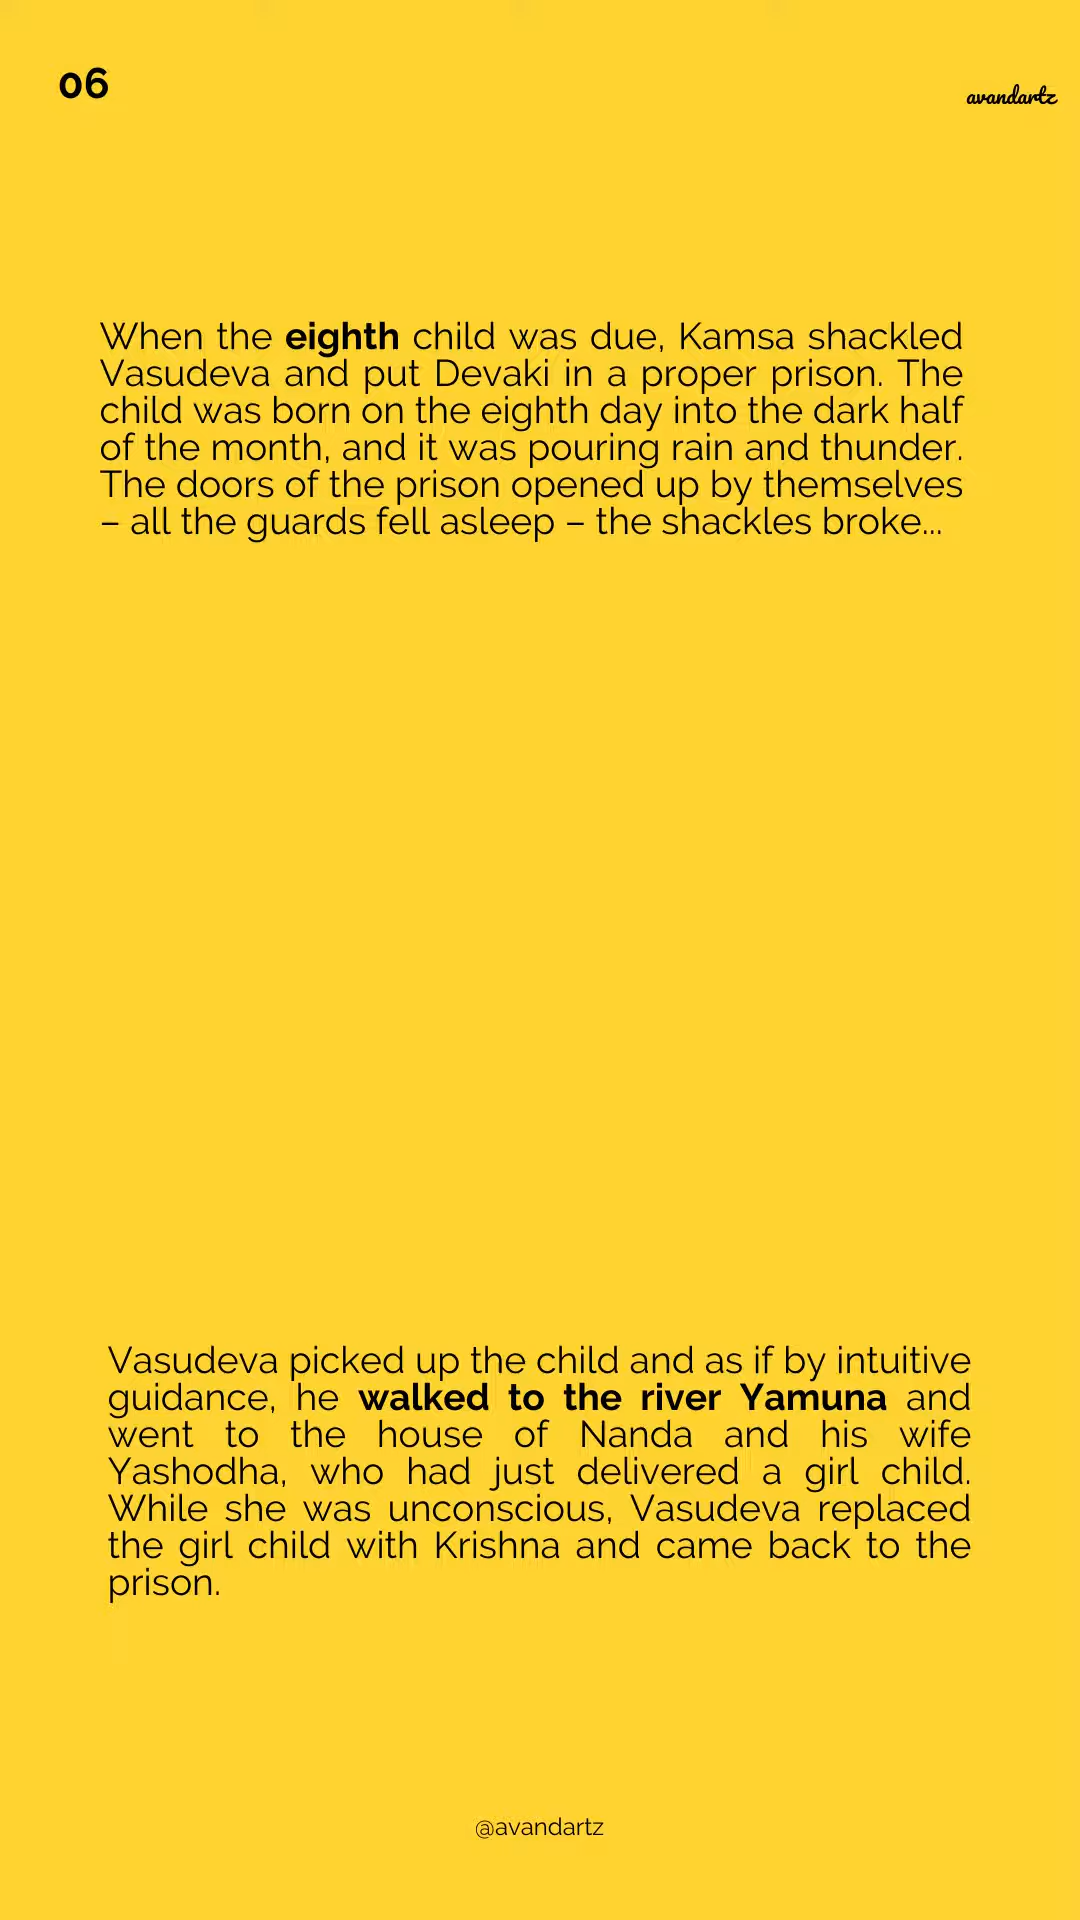 06
avandartz
When the eighth child was due, Kamsa shackled
Vasudeva and put Devaki in a proper prison. The
child was born on the eighth day into the dark half
of the month, and it was pouring rain and thunder.
The doors of the prison opened up by themselves
– all the guards fell asleep – the shackles broke...
Vasudeva picked up the child and as if by intuitive
guidance, he walked to the river Yamuna and
went to the house of Nanda and his wife
Yashodha, who had just delivered a girl child.
While she was unconscious, Vasudeva replaced
the girl child with Krishna and came back to the
prison.
@avandartz